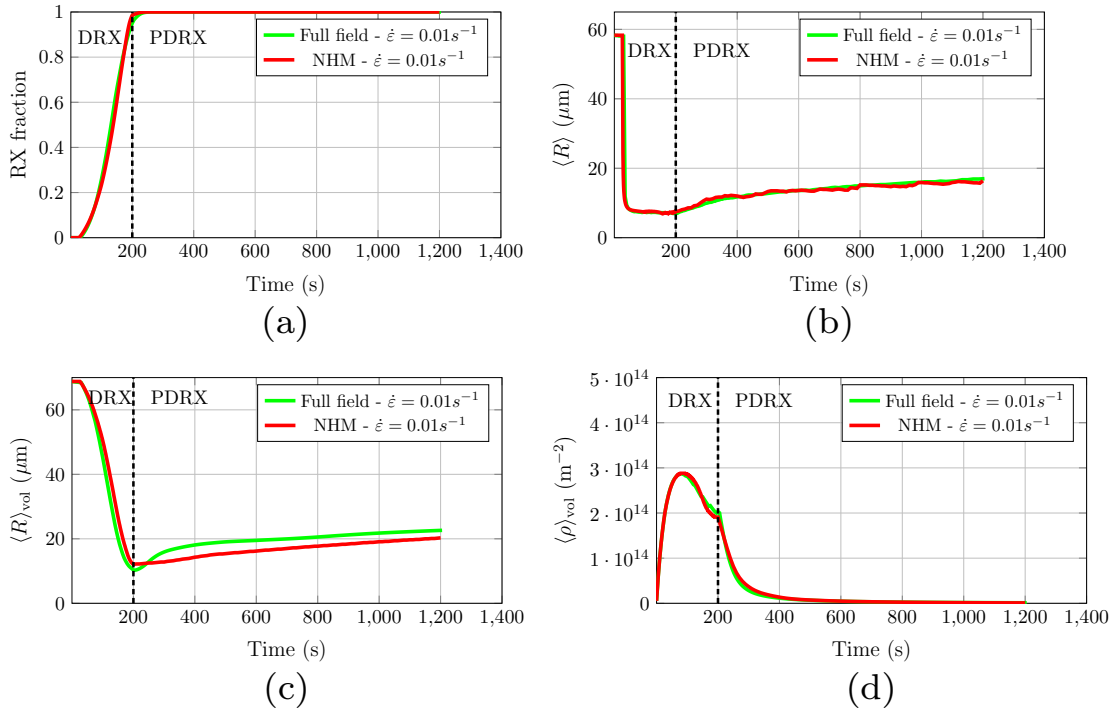 DRX PDRX
Full field - ε̇ = 0.01s⁻¹
NHM - ε̇ = 0.01s⁻¹
RX fraction
1
0.8
0.6
0.4
0.2
0
200 400 600 800 1,000 1,200 1,400
Time (s)
(a)
DRX PDRX
Full field - ε̇ = 0.01s⁻¹
NHM - ε̇ = 0.01s⁻¹
⟨R⟩ (μm)
60
40
20
0
200 400 600 800 1,000 1,200 1,400
Time (s)
(b)
DRX PDRX
Full field - ε̇ = 0.01s⁻¹
NHM - ε̇ = 0.01s⁻¹
⟨R⟩vol (μm)
60
40
20
0
200 400 600 800 1,000 1,200 1,400
Time (s)
(c)
DRX PDRX
Full field - ε̇ = 0.01s⁻¹
NHM - ε̇ = 0.01s⁻¹
⟨ρ⟩vol (m⁻²)
5 · 10¹⁴
4 · 10¹⁴
3 · 10¹⁴
2 · 10¹⁴
1 · 10¹⁴
0
200 400 600 800 1,000 1,200 1,400
Time (s)
(d)